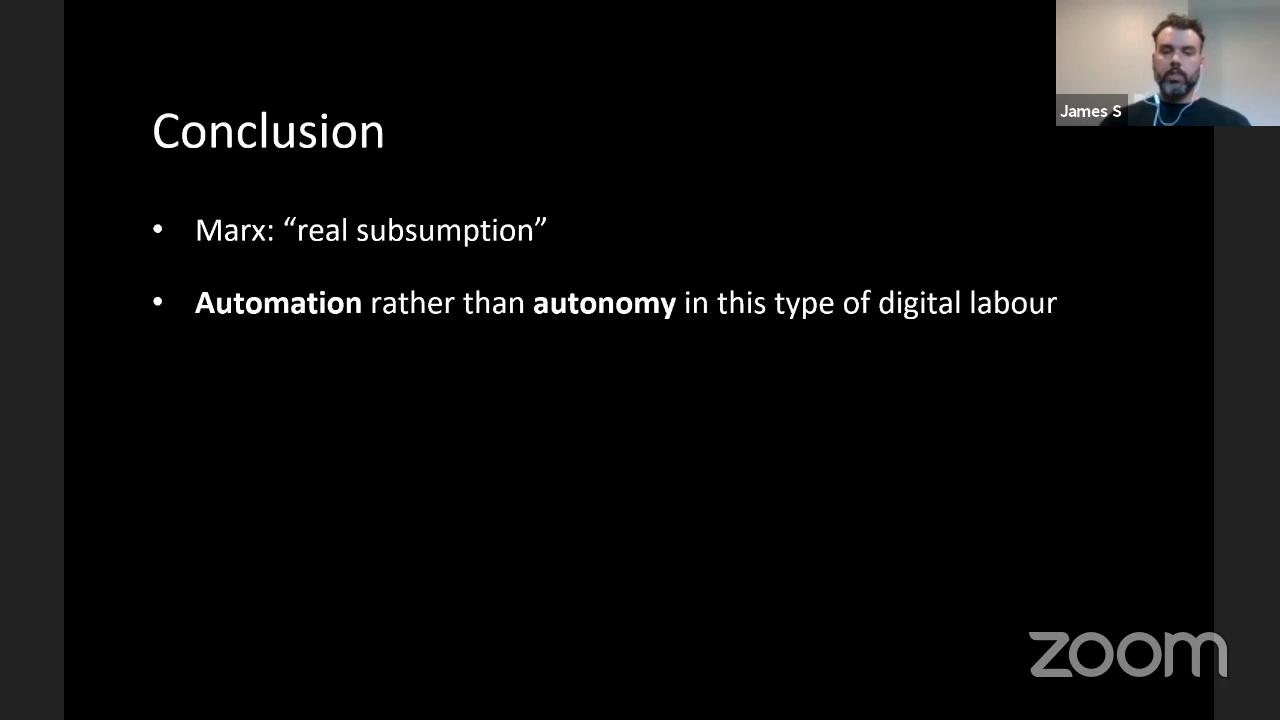 James S
Conclusion
• Marx: “real subsumption”
• Automation rather than autonomy in this type of digital labour
zoom